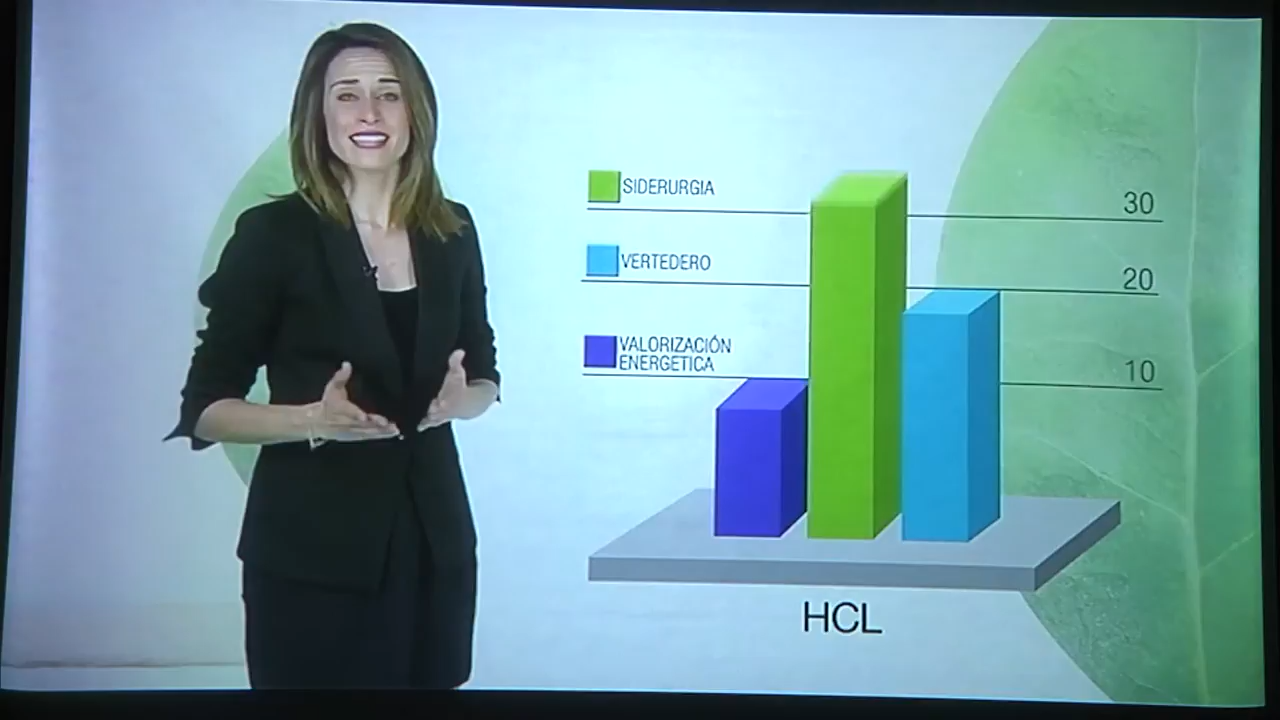 SIDERURGIA
30
VERTEDERO
20
VALORIZACIÓN
ENERGETICA
10
HCL